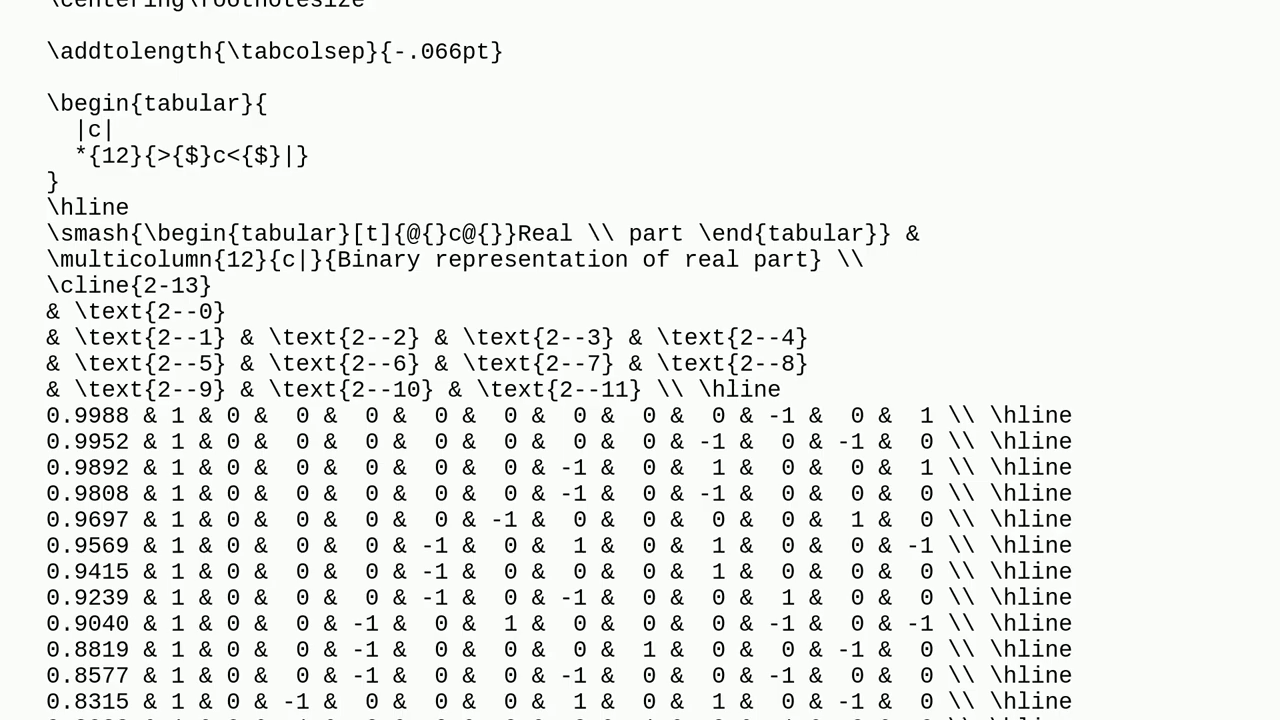 \centering\footnotesize
\addtolength{\tabcolsep}{-.066pt}
\begin{tabular}{
|c|
*{12}{>{$}c<{$}|}
}
\hline
\smash{\begin{tabular}[t]{@{}c@{}}Real \\ part \end{tabular}} &
\multicolumn{12}{c|}{Binary representation of real part} \\
\cline{2-13}
& \text{2--0}
& \text{2--1} & \text{2--2} & \text{2--3} & \text{2--4}
& \text{2--5} & \text{2--6} & \text{2--7} & \text{2--8}
& \text{2--9} & \text{2--10} & \text{2--11} \\ \hline
0.9988 & 1 & 0 & 0 & 0 & 0 & 0 & 0 & 0 & 0 & -1 & 0 & 1 \\ \hline
0.9952 & 1 & 0 & 0 & 0 & 0 & 0 & 0 & 0 & -1 & 0 & -1 & 0 \\ \hline
0.9892 & 1 & 0 & 0 & 0 & 0 & 0 & -1 & 0 & 1 & 0 & 0 & 1 \\ \hline
0.9808 & 1 & 0 & 0 & 0 & 0 & 0 & -1 & 0 & -1 & 0 & 0 & 0 \\ \hline
0.9697 & 1 & 0 & 0 & 0 & 0 & -1 & 0 & 0 & 0 & 0 & 1 & 0 \\ \hline
0.9569 & 1 & 0 & 0 & 0 & -1 & 0 & 1 & 0 & 1 & 0 & 0 & -1 \\ \hline
0.9415 & 1 & 0 & 0 & 0 & -1 & 0 & 0 & 0 & 1 & 0 & 0 & 0 \\ \hline
0.9239 & 1 & 0 & 0 & 0 & -1 & 0 & -1 & 0 & 0 & 1 & 0 & 0 \\ \hline
0.9040 & 1 & 0 & 0 & -1 & 0 & 1 & 0 & 0 & 0 & -1 & 0 & -1 \\ \hline
0.8819 & 1 & 0 & 0 & -1 & 0 & 0 & 0 & 1 & 0 & 0 & -1 & 0 \\ \hline
0.8577 & 1 & 0 & 0 & -1 & 0 & 0 & -1 & 0 & 0 & -1 & 0 & 0 \\ \hline
0.8315 & 1 & 0 & -1 & 0 & 0 & 0 & 1 & 0 & 1 & 0 & -1 & 0 \\ \hline